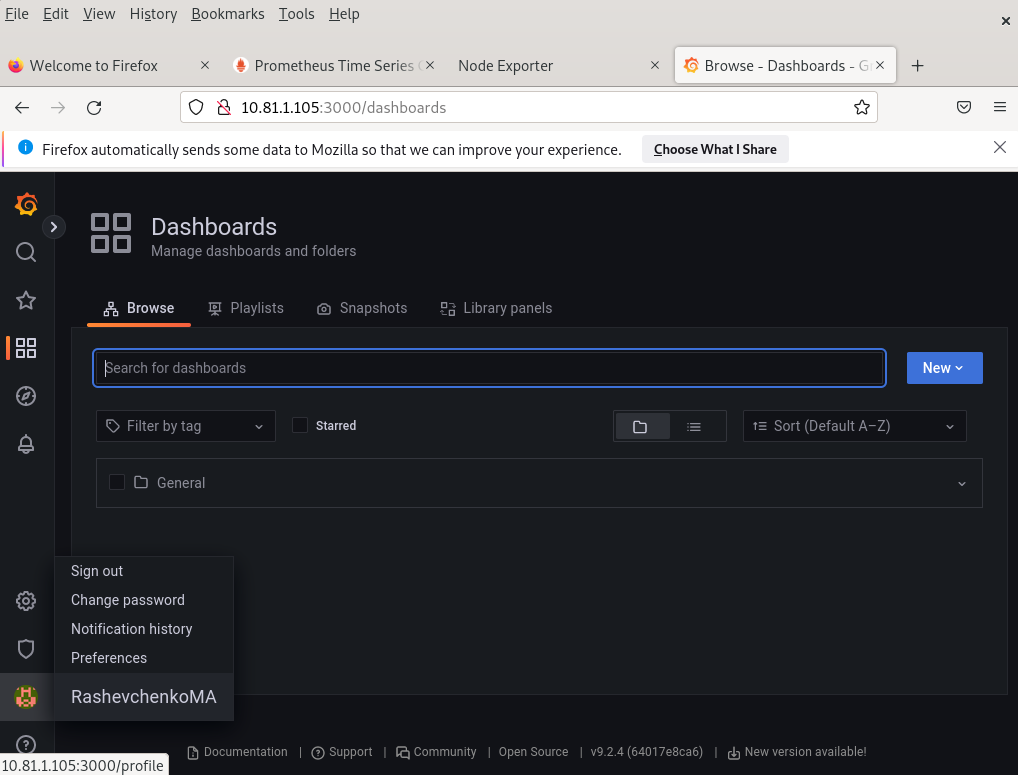 File Edit View History Bookmarks Tools Help
Welcome to Firefox
Prometheus Time Series
Node Exporter
Browse - Dashboards - Gr
10.81.1.105:3000/dashboards
Firefox automatically sends some data to Mozilla so that we can improve your experience.
Choose What I Share
Dashboards
Manage dashboards and folders
Browse
Playlists
Snapshots
Library panels
Search for dashboards
New
Filter by tag
Starred
Sort (Default A–Z)
General
Sign out
Change password
Notification history
Preferences
RashevchenkoMA
Documentation | Support | Community | Open Source | v9.2.4 (64017e8ca6) | New version available!
10.81.1.105:3000/profile